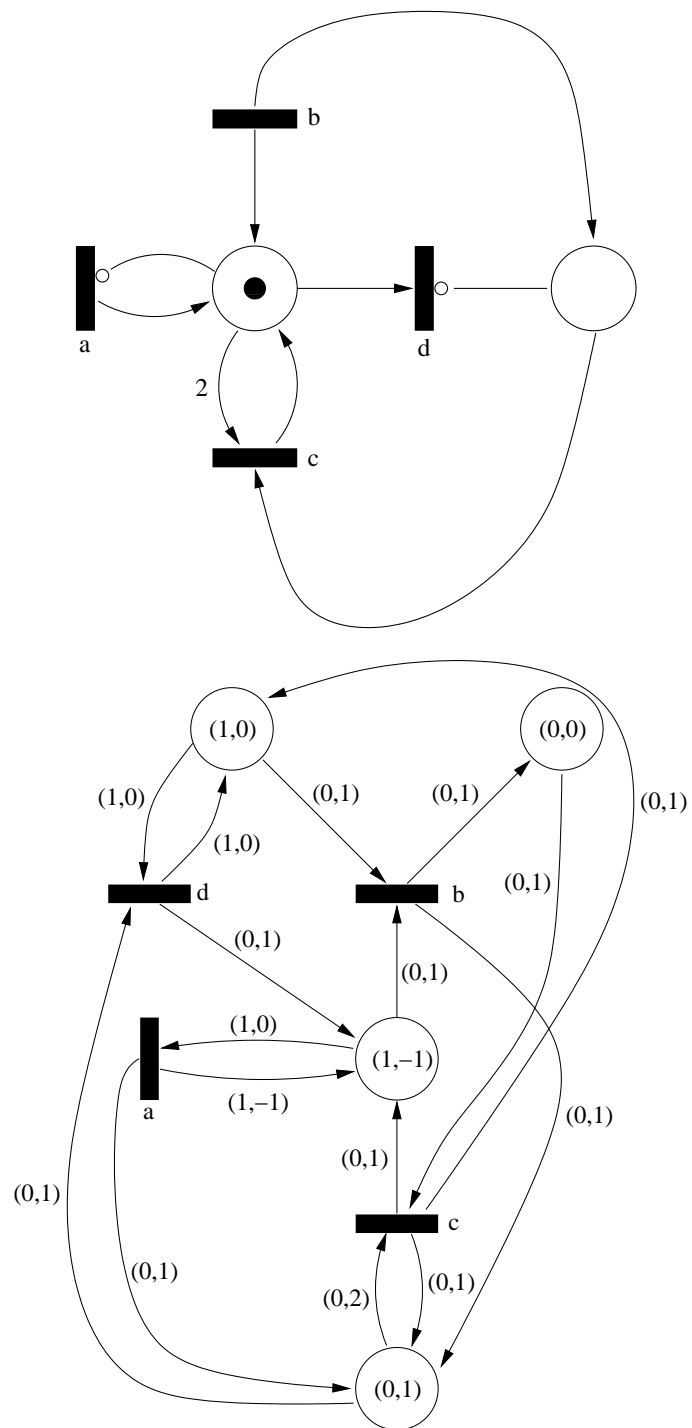 b
a
d
2
c
(1,0)
(0,0)
(1,0)
(0,1)
(0,1)
(0,1)
(1,0)
(0,1)
d
b
(0,1)
(0,1)
(1,0)
(1,–1)
(1,–1)
a
(0,1)
(0,1)
(0,1)
c
(0,1)
(0,2)
(0,1)
(0,1)